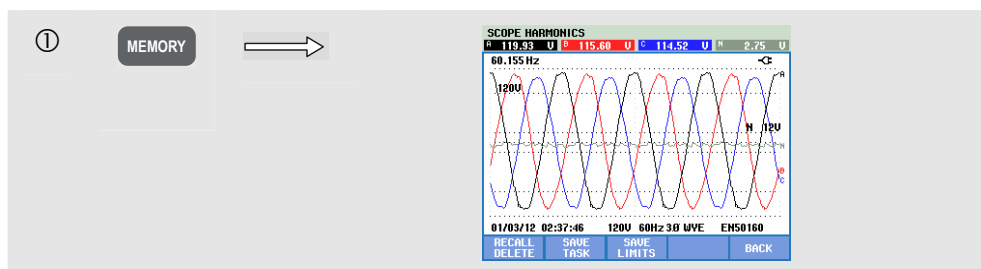 ①
MEMORY
SCOPE HARMONICS
A 119.93 V B 115.60 V C 114.52 V N 2.75 V
60.155 Hz
A
120V
N 12V
N
B
C
01/03/12 02:37:46 120V 60Hz 3Ø WYE EN50160
RECALL DELETE SAVE TASK SAVE LIMITS BACK